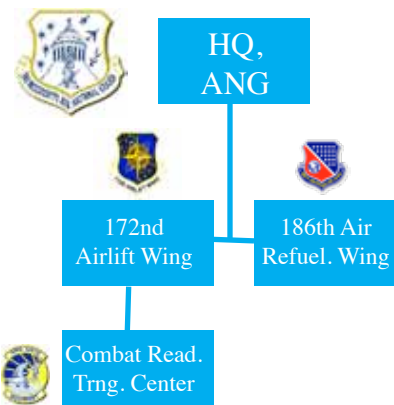 HQ,
ANG
172nd
Airlift Wing
186th Air
Refuel. Wing
Combat Read.
Trng. Center